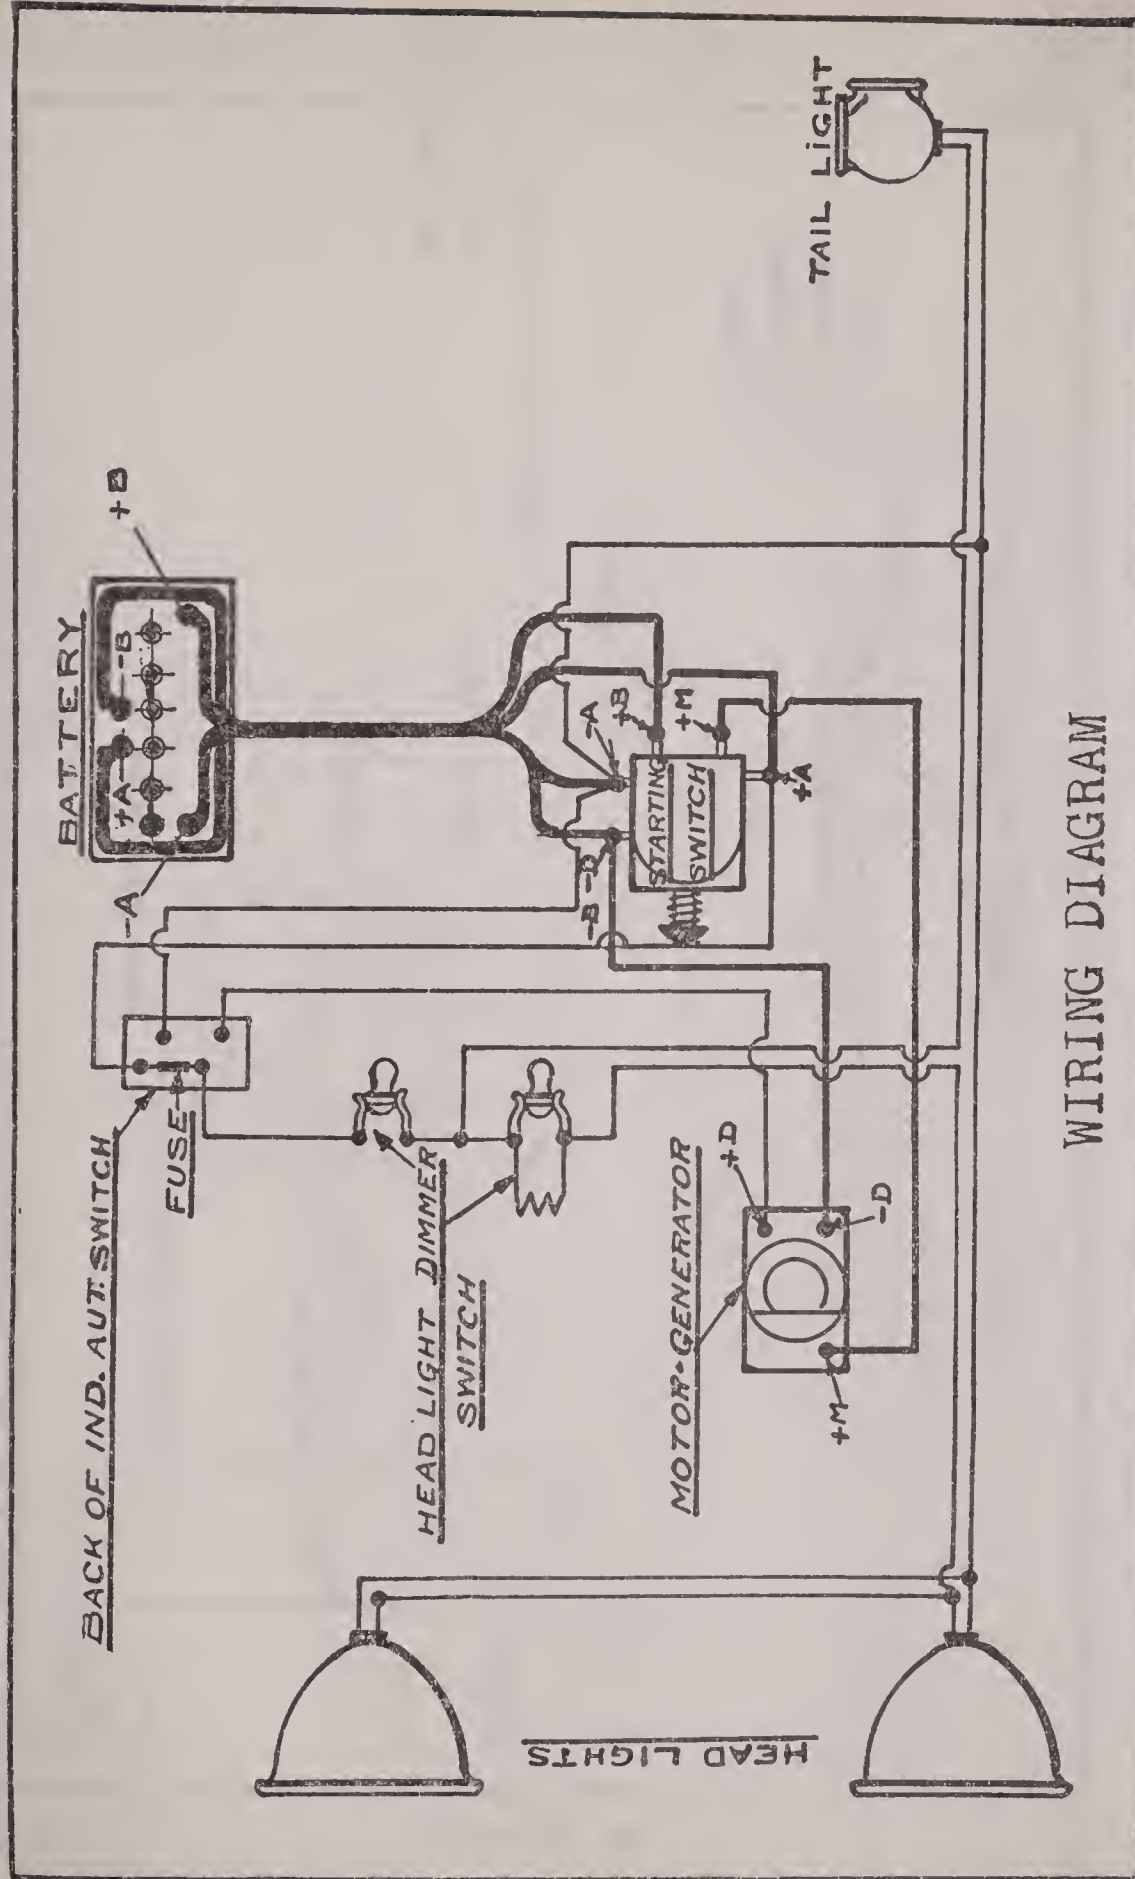 BATTERY
+B
-B
+A
-A
TAIL LiGHT
BACK OF IND. AUT. SWITCH
FUSE
HEAD LIGHT DIMMER
SWITCH
-A
+B
+M
-B -D
STARTING
SWITCH
+A
MOTOR-GENERATOR
+D
-D
+M
HEAD LIGHTS
WIRING DIAGRAM